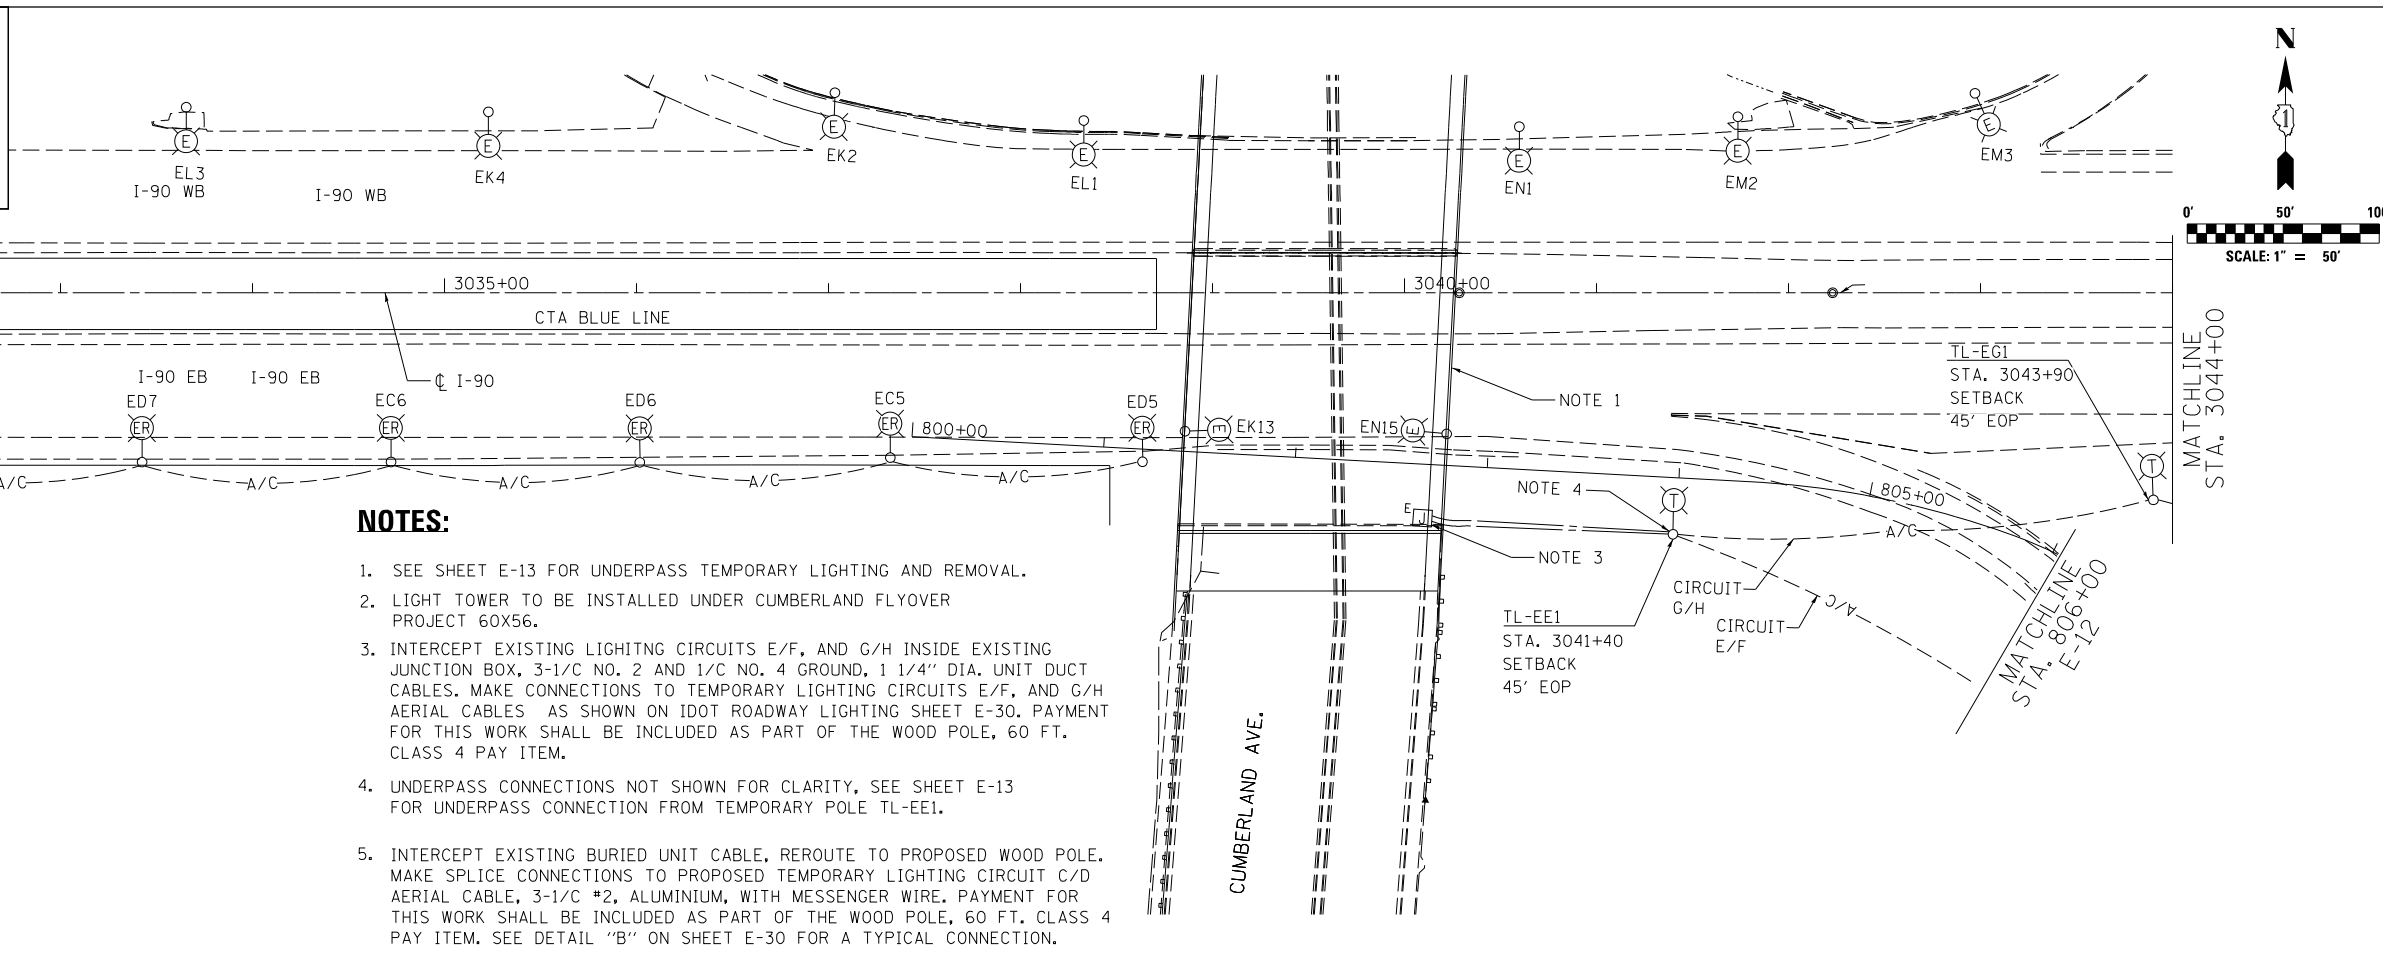 N
1
0' 50' 100
SCALE: 1" = 50'
EL3
EK4
EK2
EL1
EN1
EM2
EM3
E E E E E E E
I-90 WB I-90 WB
3035+00
3040+00
CTA BLUE LINE
I-90 EB I-90 EB
℄ I-90
ED7
EC6
ED6
EC5
ED5
ER ER ER ER ER
800+00
E EK13
EN15 E
NOTE 1
TL-EG1
STA. 3043+90
SETBACK
45' EOP
MATCHLINE
STA. 3044+00
T
A/C A/C A/C A/C A/C
NOTE 4
T
805+00
E
J
A/C
NOTE 3
CIRCUIT
G/H
CIRCUIT
E/F
A/C
TL-EE1
STA. 3041+40
SETBACK
45' EOP
MATCHLINE
STA. 806+00
E-12
CUMBERLAND AVE.
NOTES:
1. SEE SHEET E-13 FOR UNDERPASS TEMPORARY LIGHTING AND REMOVAL.
2. LIGHT TOWER TO BE INSTALLED UNDER CUMBERLAND FLYOVER
PROJECT 60X56.
3. INTERCEPT EXISTING LIGHITNG CIRCUITS E/F, AND G/H INSIDE EXISTING
JUNCTION BOX, 3-1/C NO. 2 AND 1/C NO. 4 GROUND, 1 1/4" DIA. UNIT DUCT
CABLES. MAKE CONNECTIONS TO TEMPORARY LIGHTING CIRCUITS E/F, AND G/H
AERIAL CABLES AS SHOWN ON IDOT ROADWAY LIGHTING SHEET E-30. PAYMENT
FOR THIS WORK SHALL BE INCLUDED AS PART OF THE WOOD POLE, 60 FT.
CLASS 4 PAY ITEM.
4. UNDERPASS CONNECTIONS NOT SHOWN FOR CLARITY, SEE SHEET E-13
FOR UNDERPASS CONNECTION FROM TEMPORARY POLE TL-EE1.
5. INTERCEPT EXISTING BURIED UNIT CABLE, REROUTE TO PROPOSED WOOD POLE.
MAKE SPLICE CONNECTIONS TO PROPOSED TEMPORARY LIGHTING CIRCUIT C/D
AERIAL CABLE, 3-1/C #2, ALUMINIUM, WITH MESSENGER WIRE. PAYMENT FOR
THIS WORK SHALL BE INCLUDED AS PART OF THE WOOD POLE, 60 FT. CLASS 4
PAY ITEM. SEE DETAIL "B" ON SHEET E-30 FOR A TYPICAL CONNECTION.